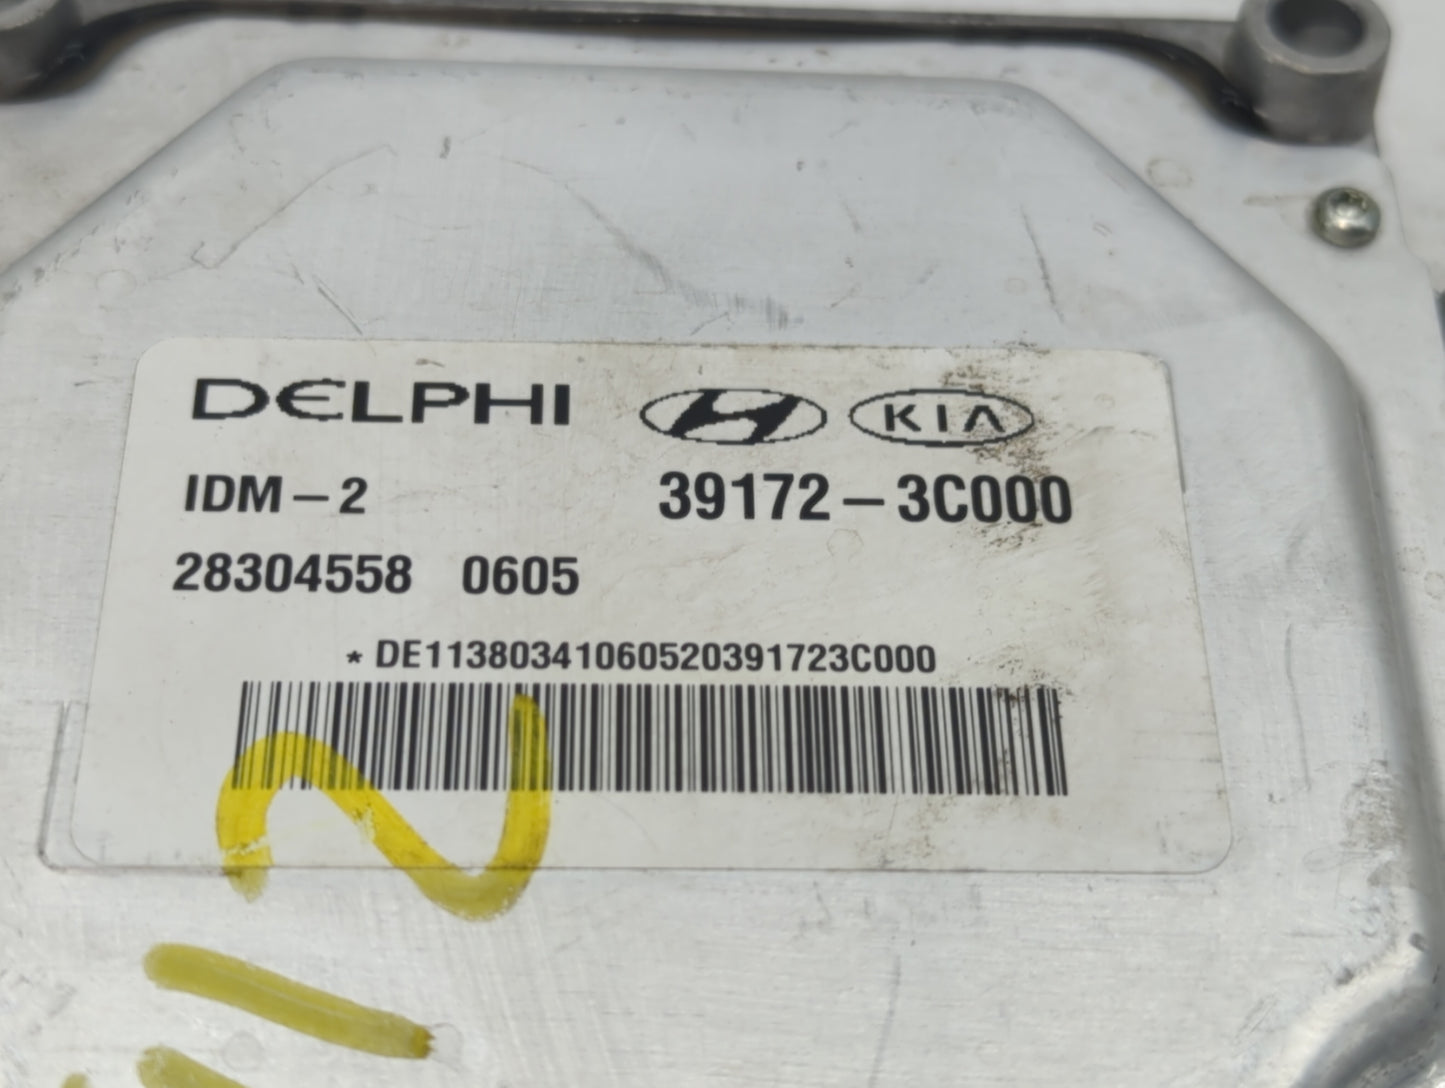 DELPHI KIA
IDM-2 39172-3C000
28304558 0605
* DE11380341060520391723C000